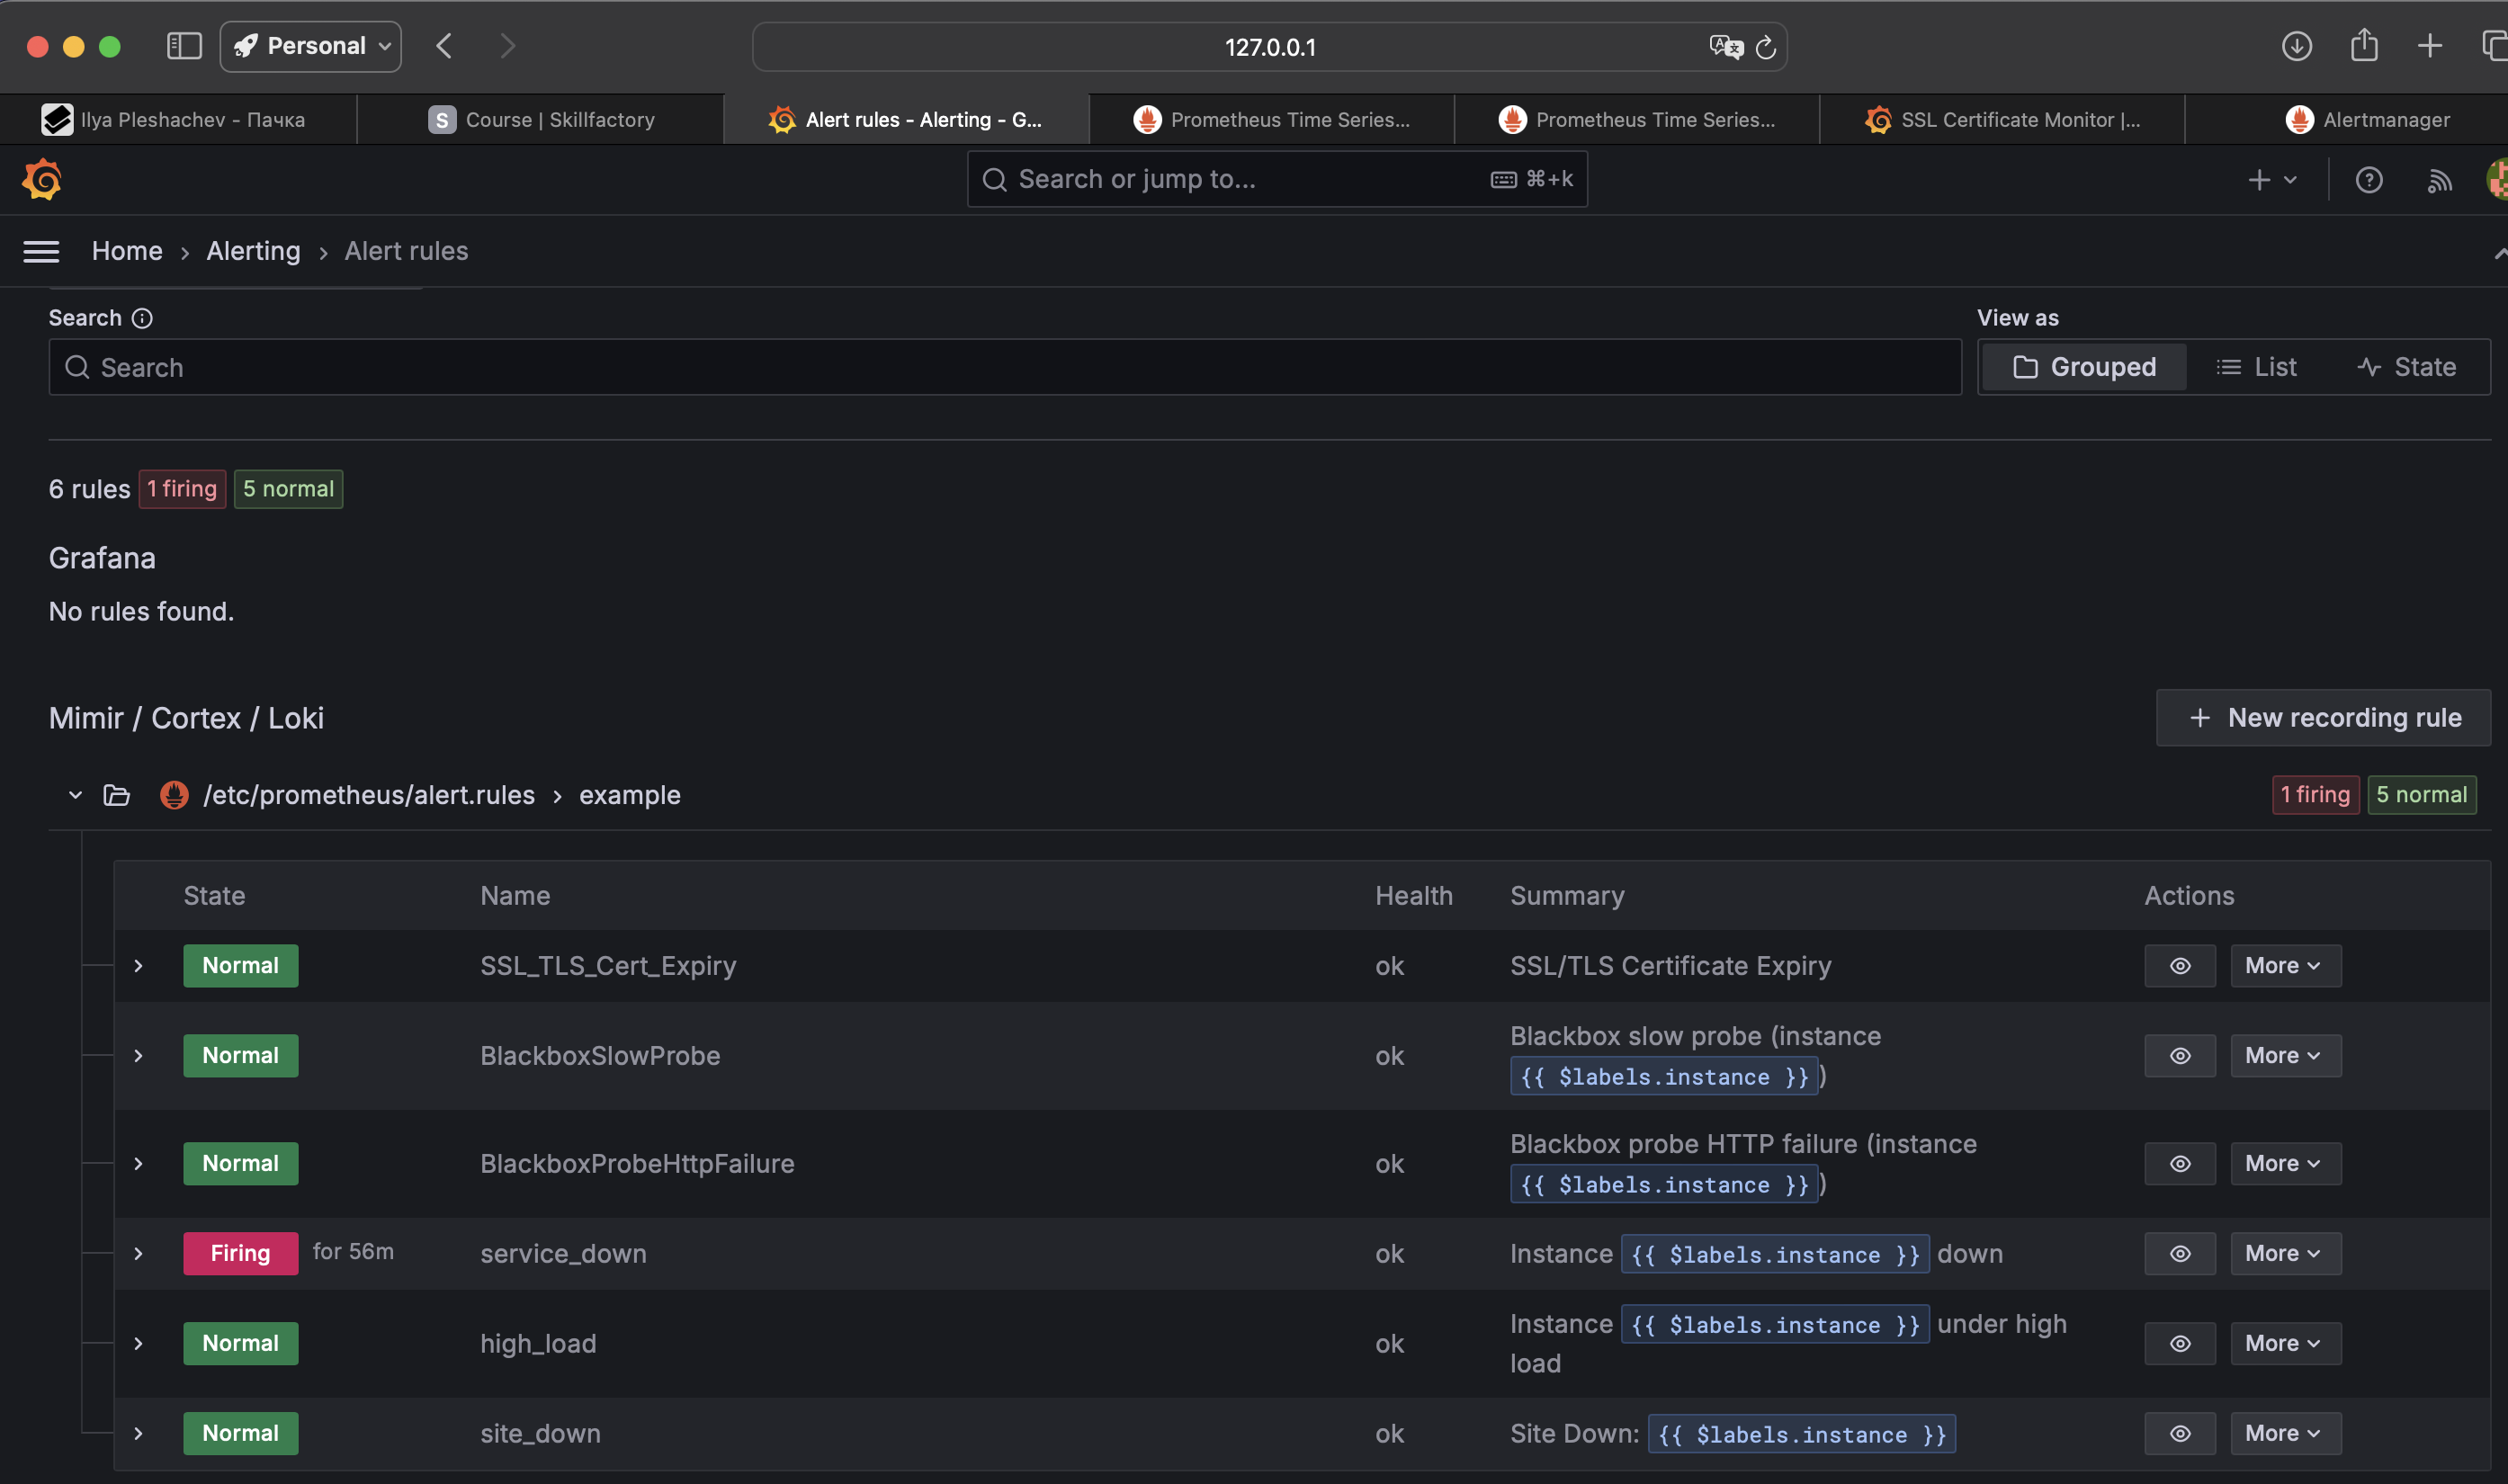 Personal
127.0.0.1
Ilya Pleshachev - Пачка
S Course | Skillfactory
Alert rules - Alerting - G...
Prometheus Time Series...
Prometheus Time Series...
SSL Certificate Monitor |...
Alertmanager
Search or jump to...
⌘+k
Home › Alerting › Alert rules
Search
View as
Search
Grouped
List
State
6 rules 1 firing 5 normal
Grafana
No rules found.
Mimir / Cortex / Loki
+ New recording rule
/etc/prometheus/alert.rules › example
1 firing 5 normal
State Name Health Summary Actions
Normal SSL_TLS_Cert_Expiry ok SSL/TLS Certificate Expiry More
Normal BlackboxSlowProbe ok Blackbox slow probe (instance
{{ $labels.instance }})
More
Normal BlackboxProbeHttpFailure ok Blackbox probe HTTP failure (instance
{{ $labels.instance }})
More
Firing for 56m service_down ok Instance {{ $labels.instance }} down More
Normal high_load ok Instance {{ $labels.instance }} under high
load
More
Normal site_down ok Site Down: {{ $labels.instance }} More